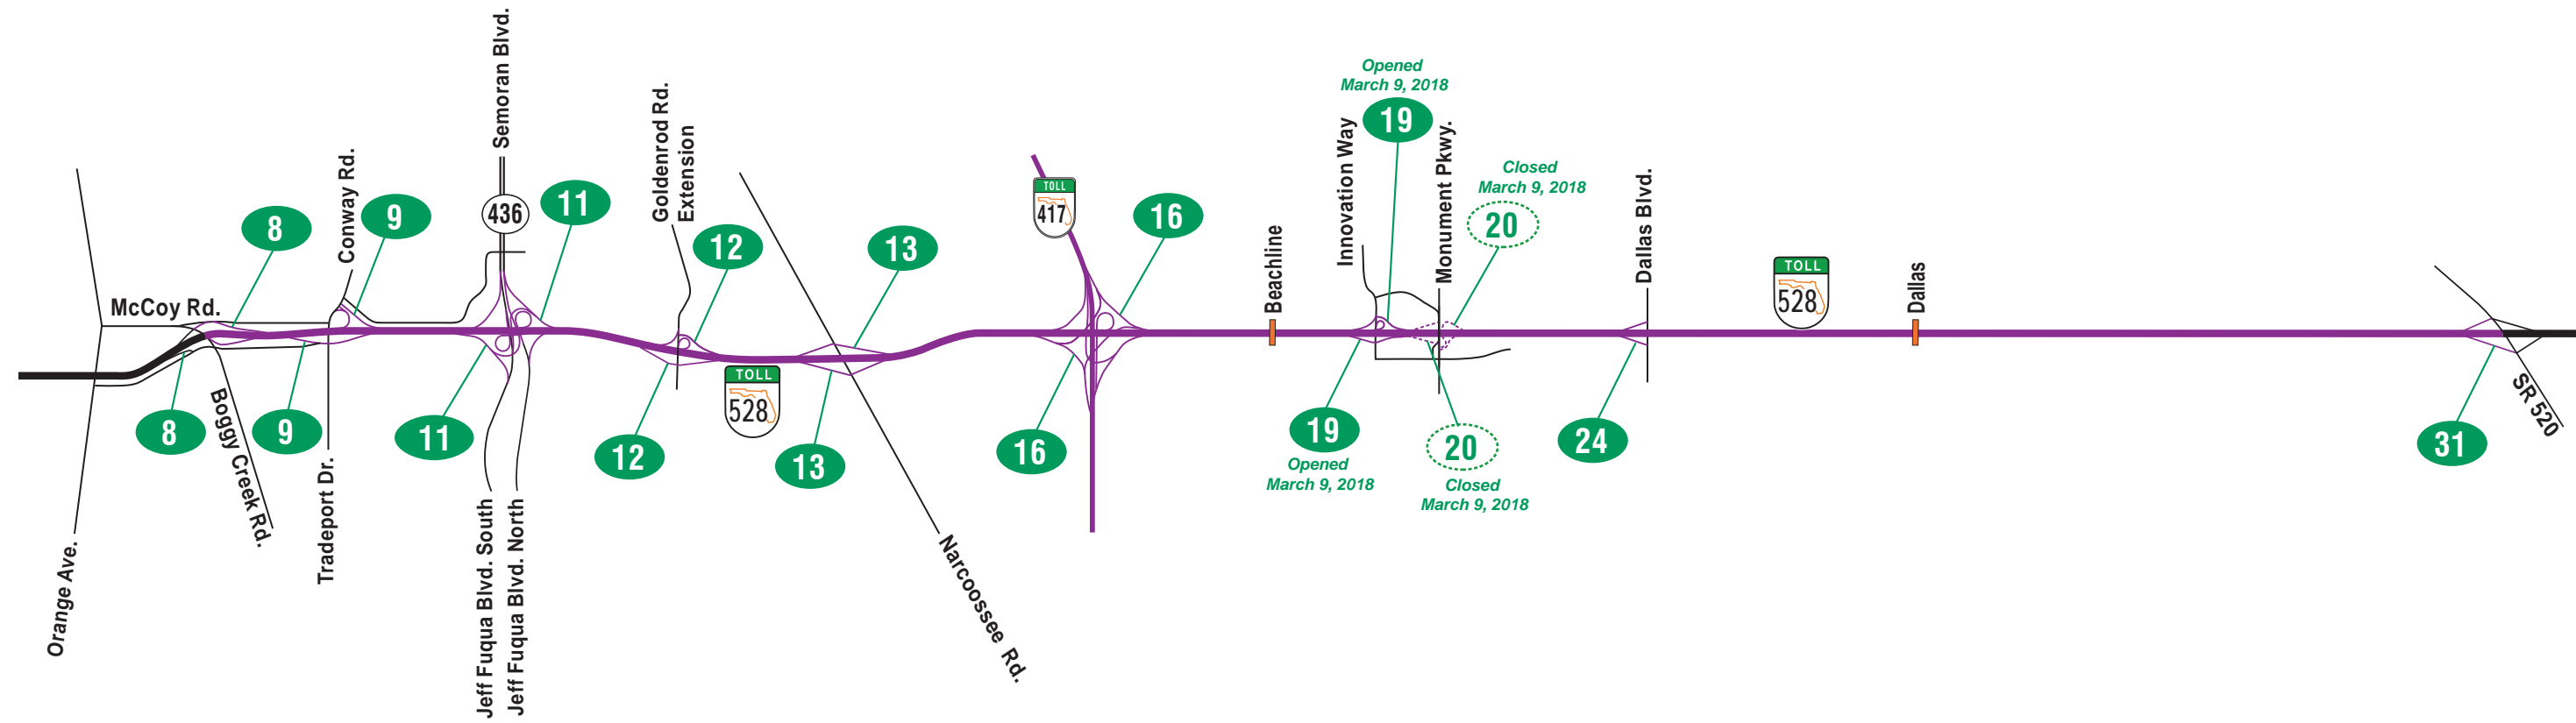 Orange Ave.
McCoy Rd.
8
8
Boggy Creek Rd.
9
Conway Rd.
9
Tradeport Dr.
Semoran Blvd.
436
11
11
Jeff Fuqua Blvd. South
Jeff Fuqua Blvd. North
Goldenrod Rd.
Extension
12
12
TOLL
528
13
13
Narcoossee Rd.
TOLL
417
16
16
Beachline
Opened
March 9, 2018
19
Innovation Way
19
Opened
March 9, 2018
Monument Pkwy.
Closed
March 9, 2018
20
20
Closed
March 9, 2018
24
Dallas Blvd.
TOLL
528
Dallas
31
SR 520